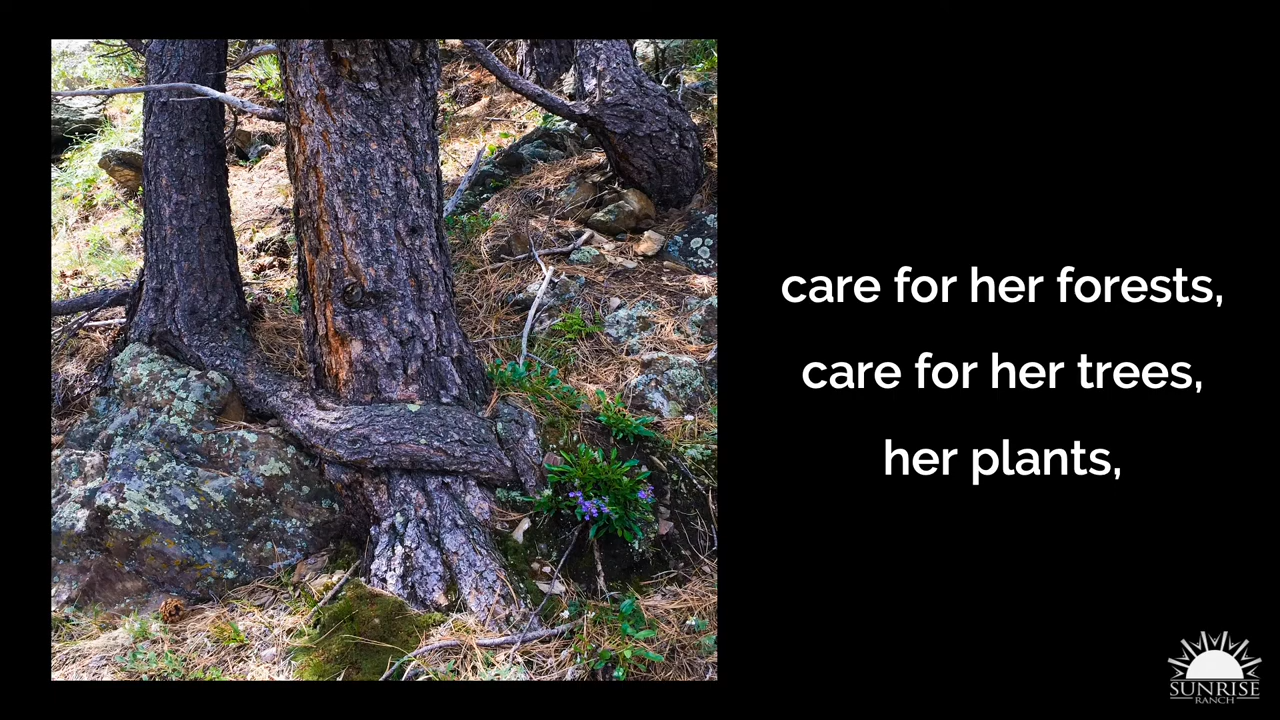 care for her forests,
care for her trees,
her plants,
SUNRISE
RANCH